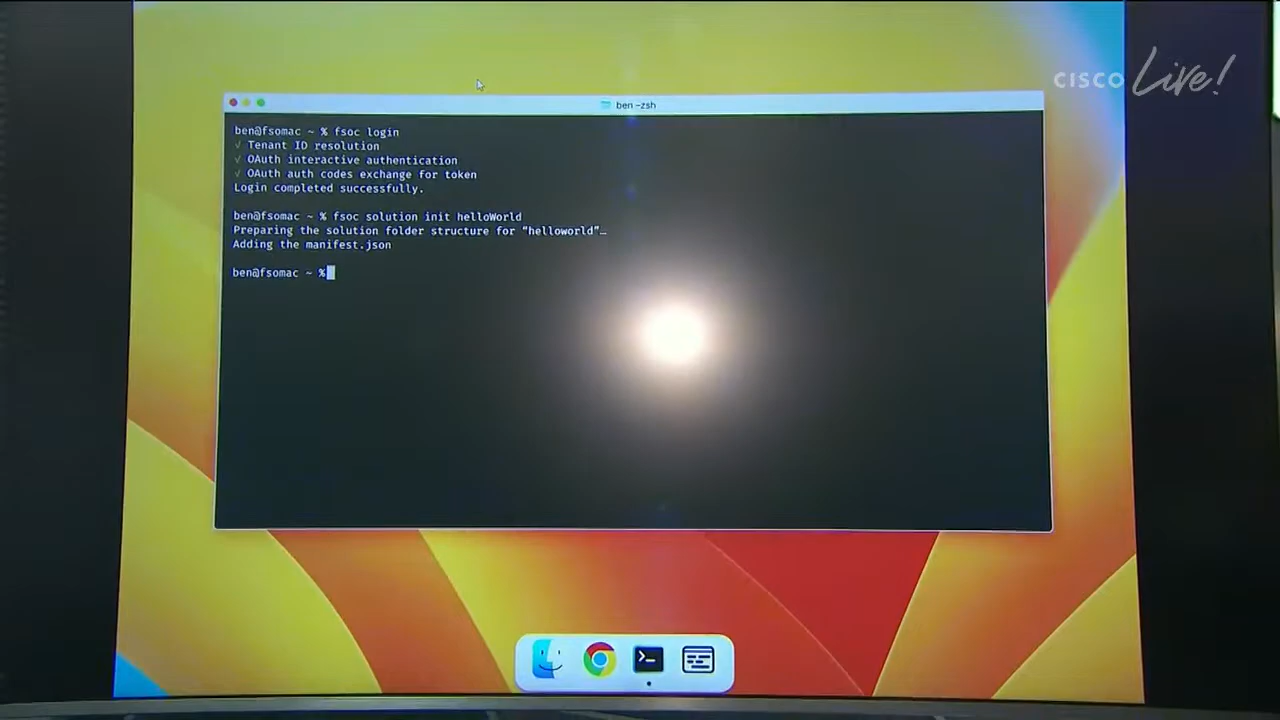 CISCO Live!
ben -zsh
ben@fsomac ~ % fsoc login
✓ Tenant ID resolution
✓ OAuth interactive authentication
✓ OAuth auth codes exchange for token
Login completed successfully.
ben@fsomac ~ % fsoc solution init helloWorld
Preparing the solution folder structure for “helloworld”…
Adding the manifest.json
ben@fsomac ~ %